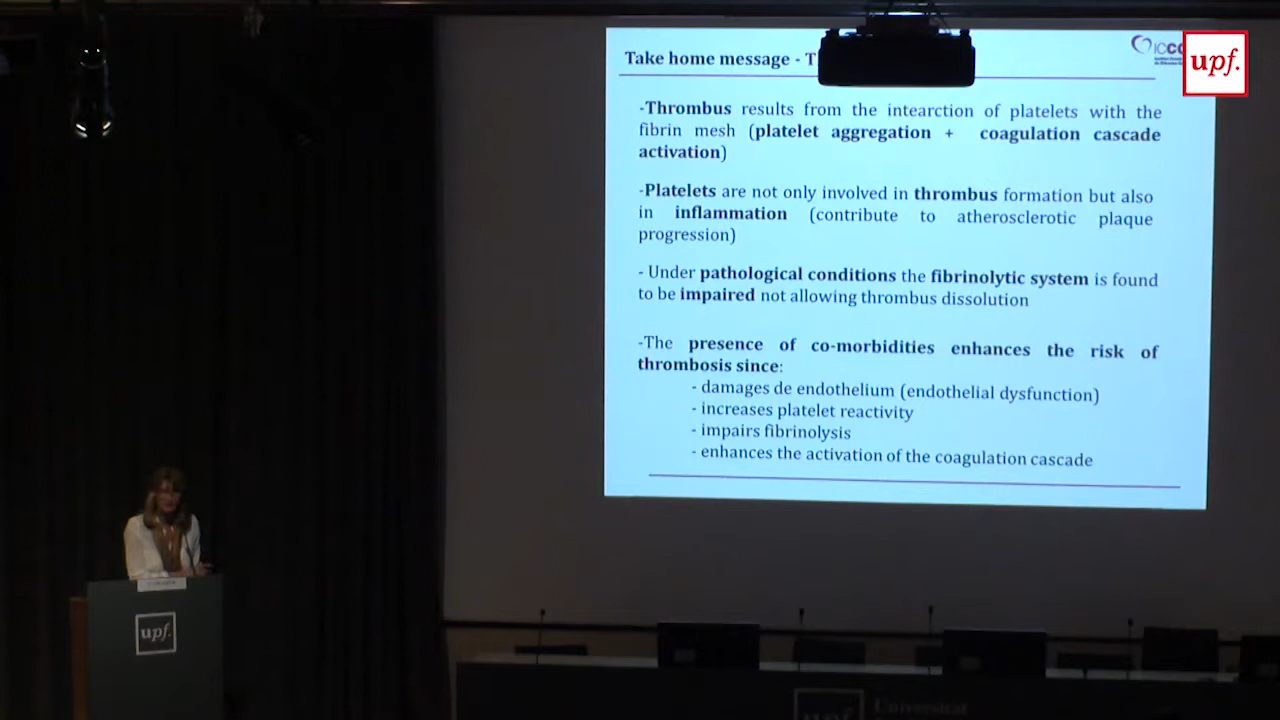 Take home message - T
ICCC
upf.
-Thrombus results from the intearction of platelets with the
fibrin mesh (platelet aggregation + coagulation cascade
activation)
-Platelets are not only involved in thrombus formation but also
in inflammation (contribute to atherosclerotic plaque
progression)
- Under pathological conditions the fibrinolytic system is found
to be impaired not allowing thrombus dissolution
-The presence of co-morbidities enhances the risk of
thrombosis since:
- damages de endothelium (endothelial dysfunction)
- increases platelet reactivity
- impairs fibrinolysis
- enhances the activation of the coagulation cascade
upf.
upf.
Universitat